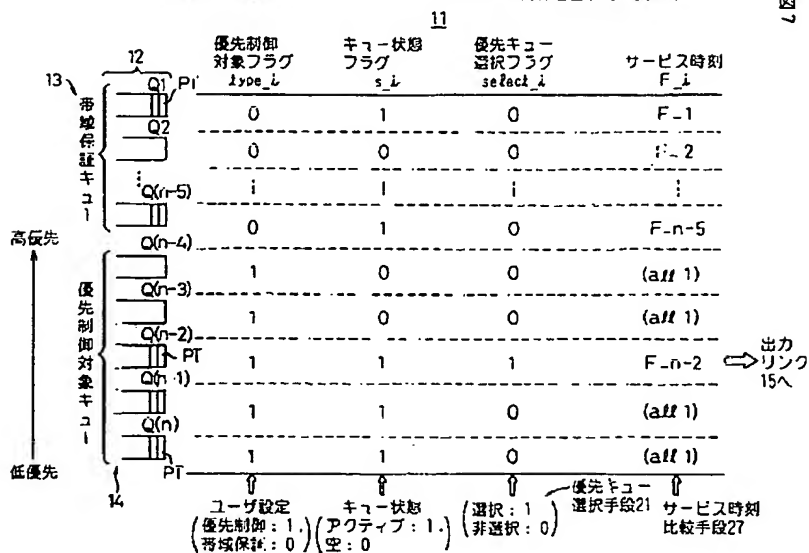 図7
11
12
13
優先制御
対象フラグ
type_i
キュー状態
フラグ
s_i
優先キュー
選択フラグ
select_i
サービス時刻
F_i
帯域保証キュー
Q1
PT
0 1 0 F-1
Q2
0 0 0 F-2
Q(n-5)
0 1 0 F-n-5
高優先
Q(n-4)
1 0 0 (all 1)
優先制御対象キュー
Q(n-3)
1 0 0 (all 1)
Q(n-2)
PT
1 1 1 F-n-2
出力
リンク
15へ
Q(n-1)
1 1 0 (all 1)
Q(n)
PT
1 1 0 (all 1)
低優先
14
ユーザ設定
(優先制御:1,
帯域保証:0)
キュー状態
(アクティブ:1,
空:0)
(選択:1
非選択:0)
優先キュー
選択手段21
サービス時刻
比較手段27